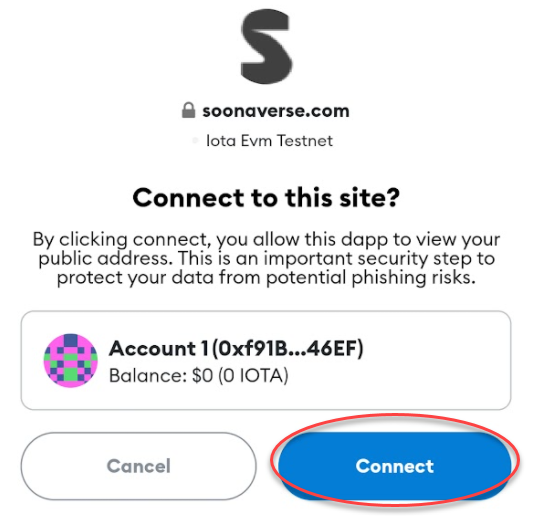 S
soonaverse.com
Iota Evm Testnet
Connect to this site?
By clicking connect, you allow this dapp to view your
public address. This is an important security step to
protect your data from potential phishing risks.
Account 1 (0xf91B...46EF)
Balance: $0 (0 IOTA)
Cancel
Connect